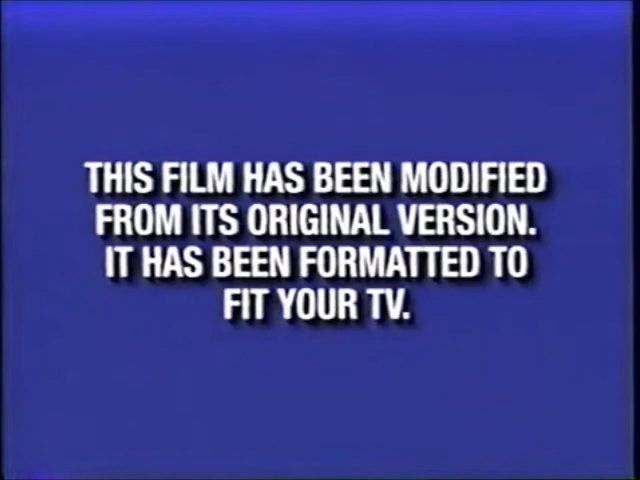 THIS FILM HAS BEEN MODIFIED
FROM ITS ORIGINAL VERSION.
IT HAS BEEN FORMATTED TO
FIT YOUR TV.